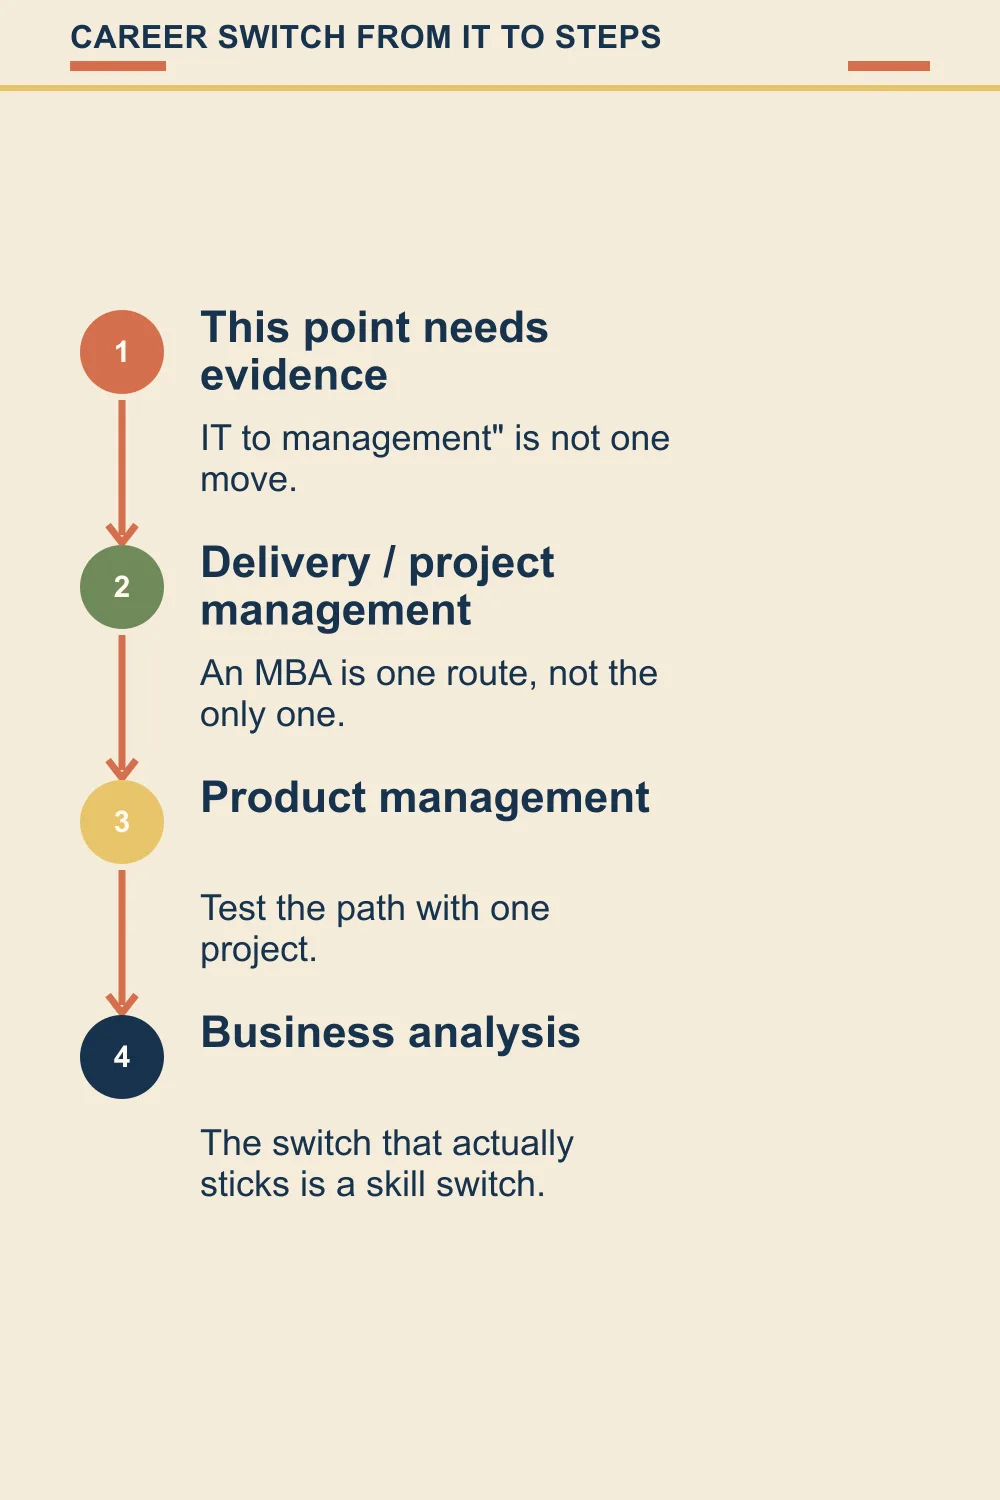 CAREER SWITCH FROM IT TO STEPS
1
This point needs
evidence
IT to management" is not one
move.
2
Delivery / project
management
An MBA is one route, not the
only one.
3
Product management
Test the path with one
project.
4
Business analysis
The switch that actually
sticks is a skill switch.